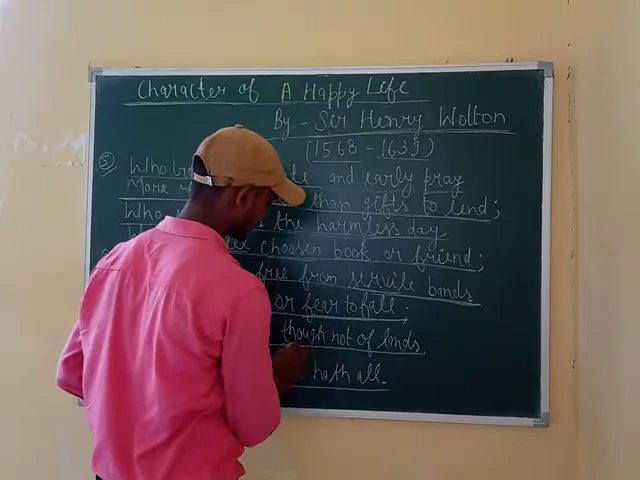 Character of A Happy Life
By :- Sir Henry Wolton
(1568 - 1639)
⑤ Who and early pray
More than gifts to lend;
Who the harmless day
choosen book or friend;
free from servile bands
or fear to fall;
though not of lands,
hath all.